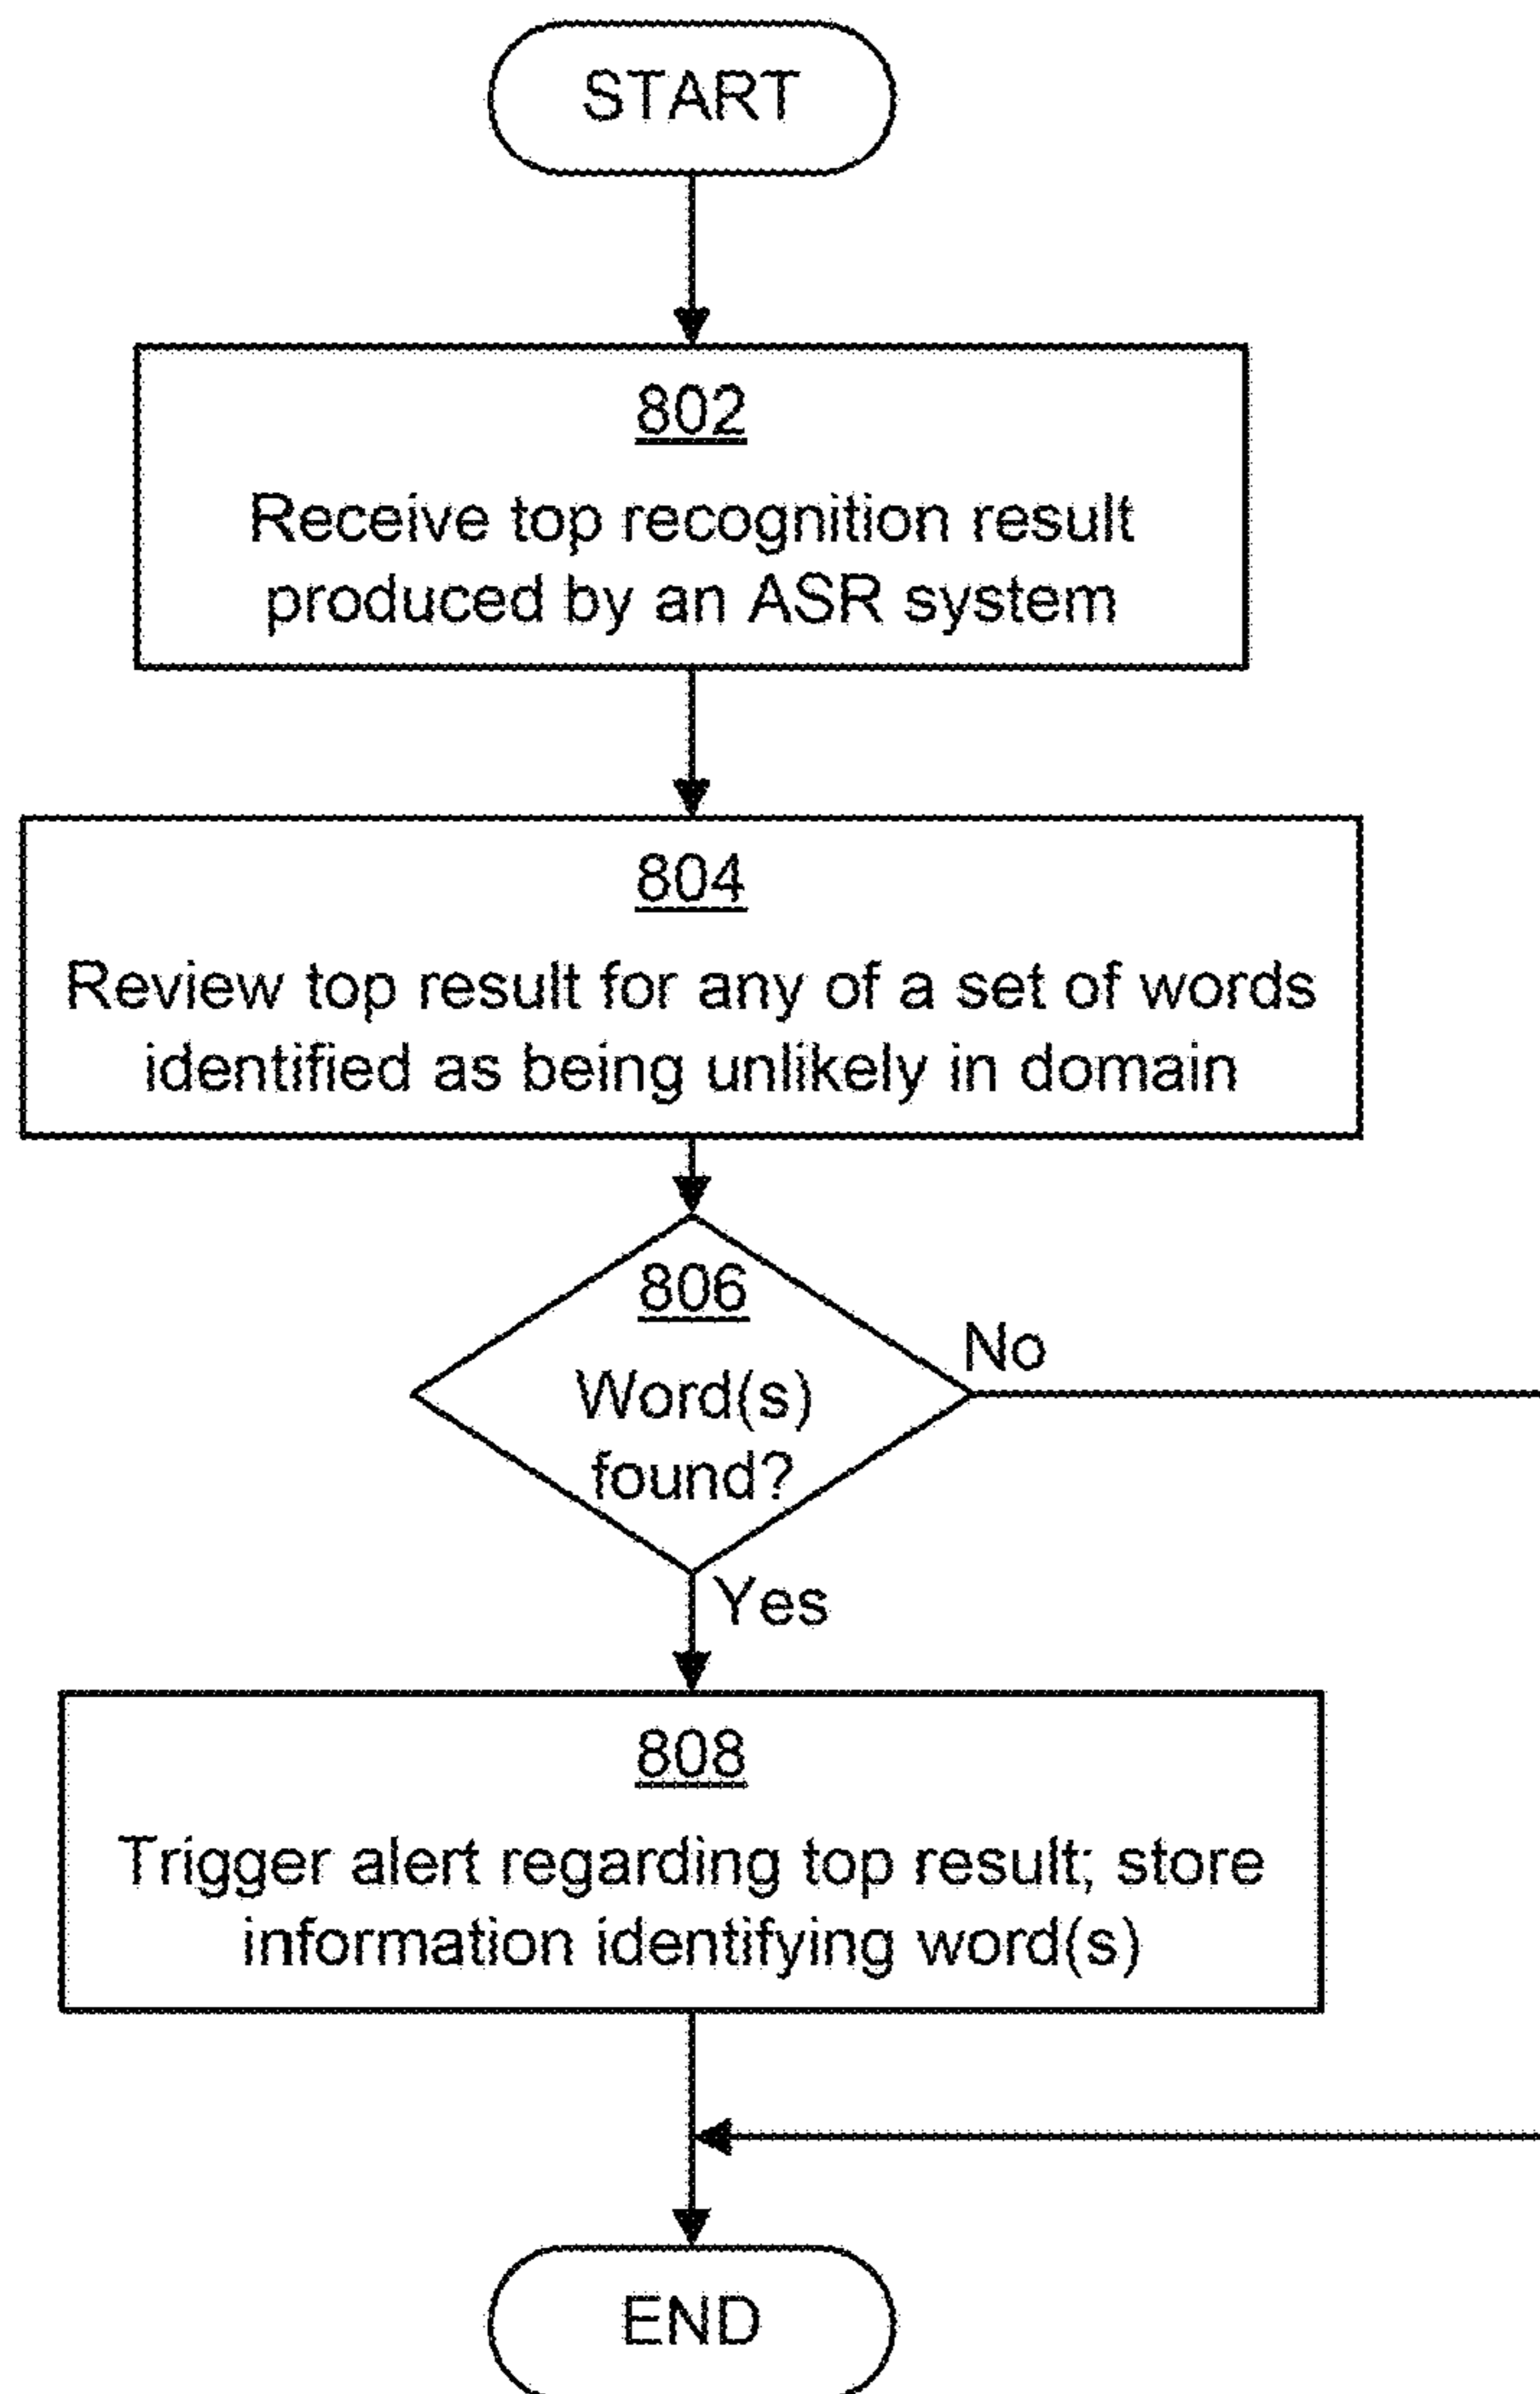 START
802
Receive top recognition result
produced by an ASR system
804
Review top result for any of a set of words
identified as being unlikely in domain
806
Word(s)
found?
No
Yes
808
Trigger alert regarding top result; store
information identifying word(s)
END